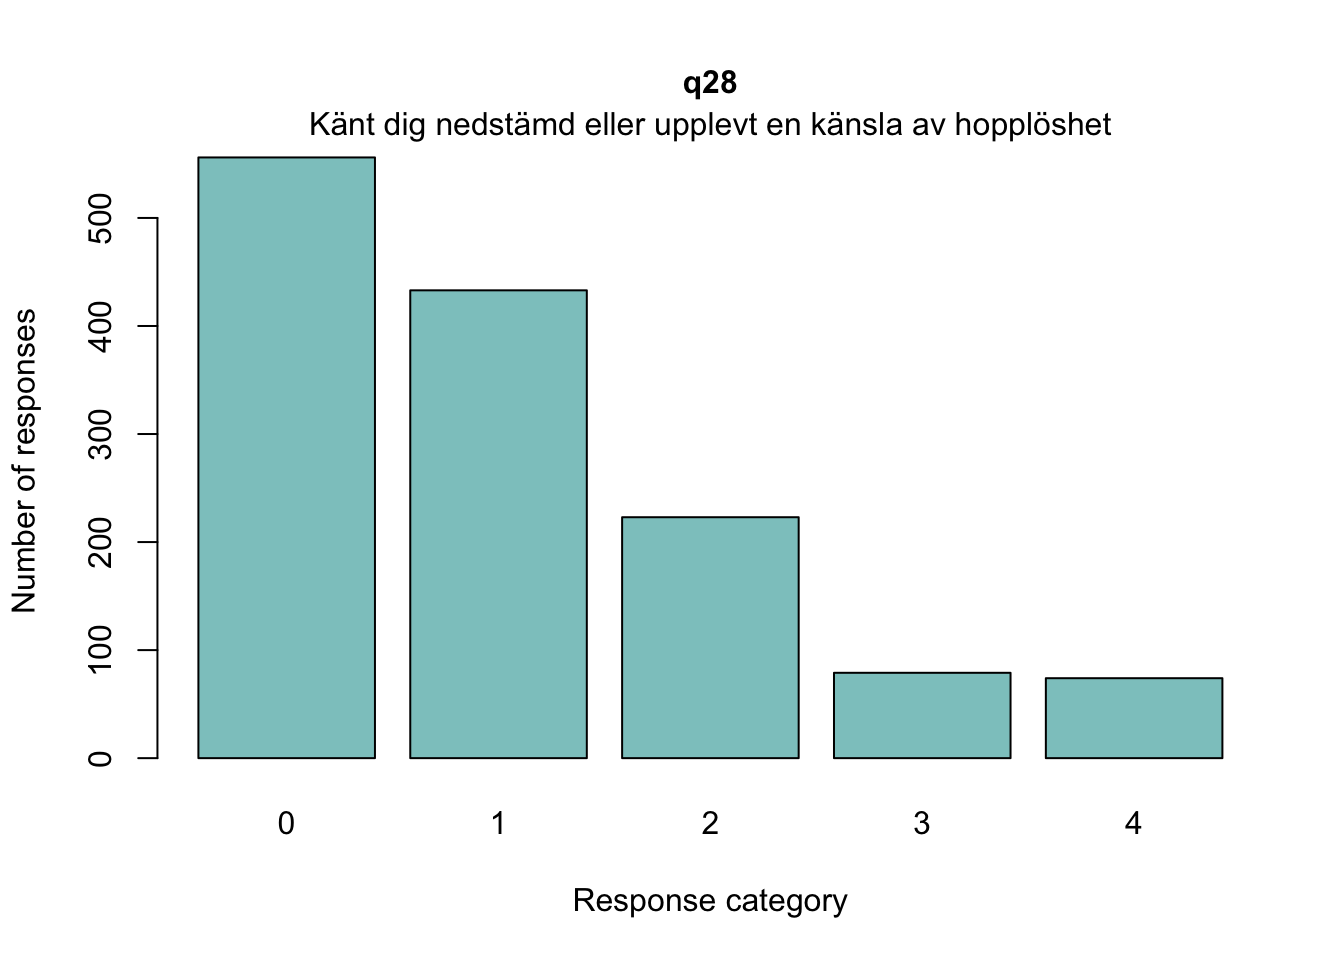 q28
Känt dig nedstämd eller upplevt en känsla av hopplöshet
Number of responses
500
400
300
200
100
0
0 1 2 3 4
Response category